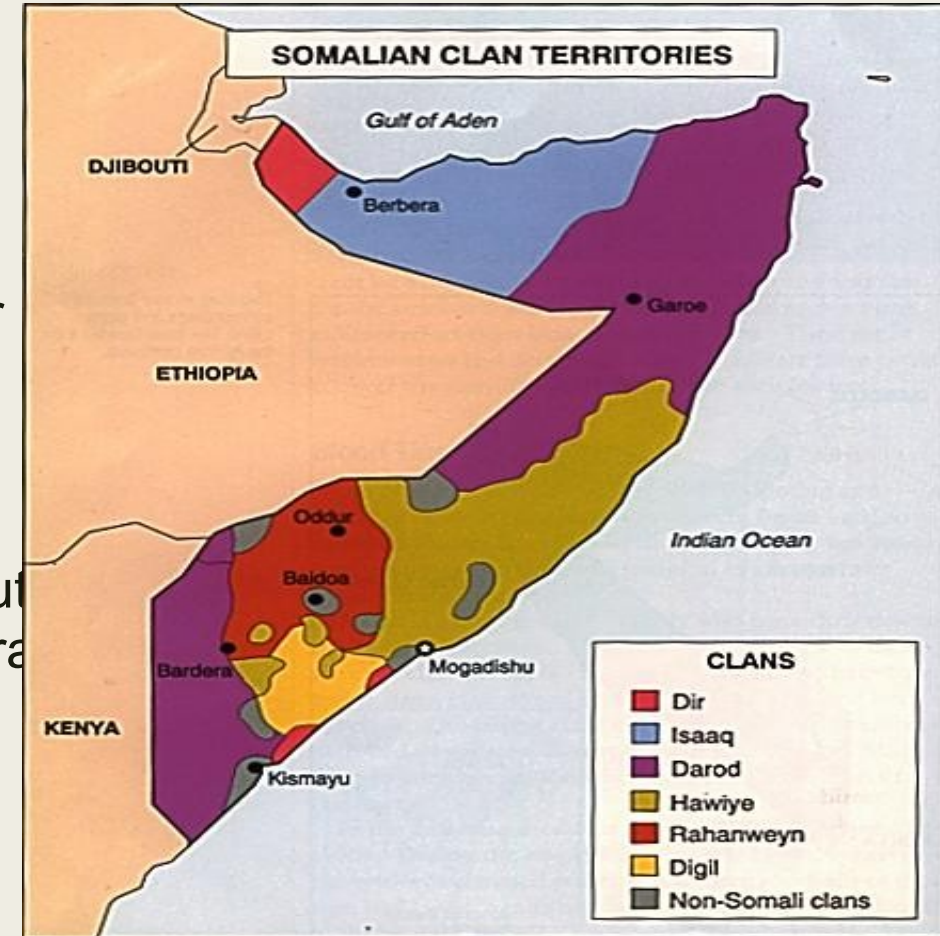 SOMALIAN CLAN TERRITORIES
Gulf of Aden
DJIBOUTI
Berbera
Garoe
ETHIOPIA
Oddur
Indian Ocean
Baidoa
Bardera
Mogadishu
KENYA
Kismayu
CLANS
Dir
Isaaq
Darod
Hawiye
Rahanweyn
Digil
Non-Somali clans